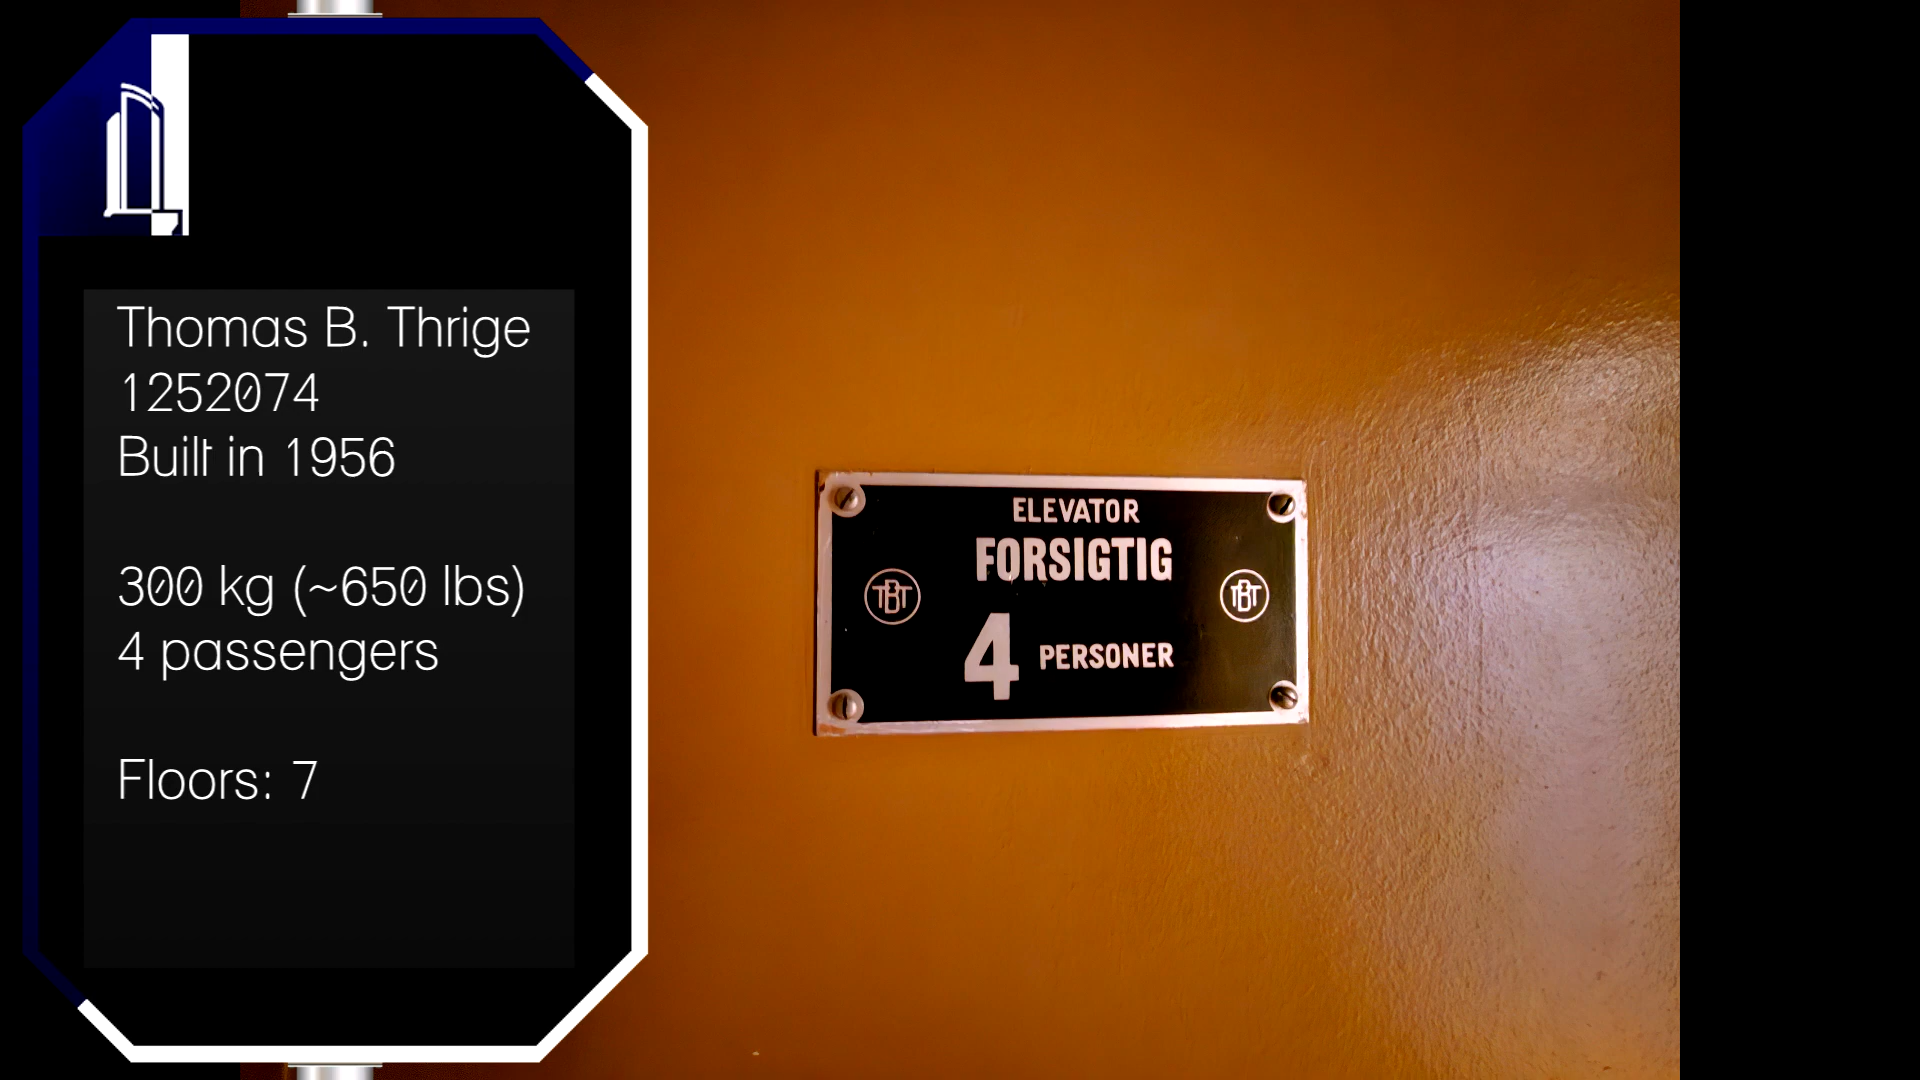 Thomas B. Thrige
1252074
Built in 1956
300 kg (~650 lbs)
4 passengers
Floors: 7
ELEVATOR
FORSIGTIG
TBT
TBT
4 PERSONER